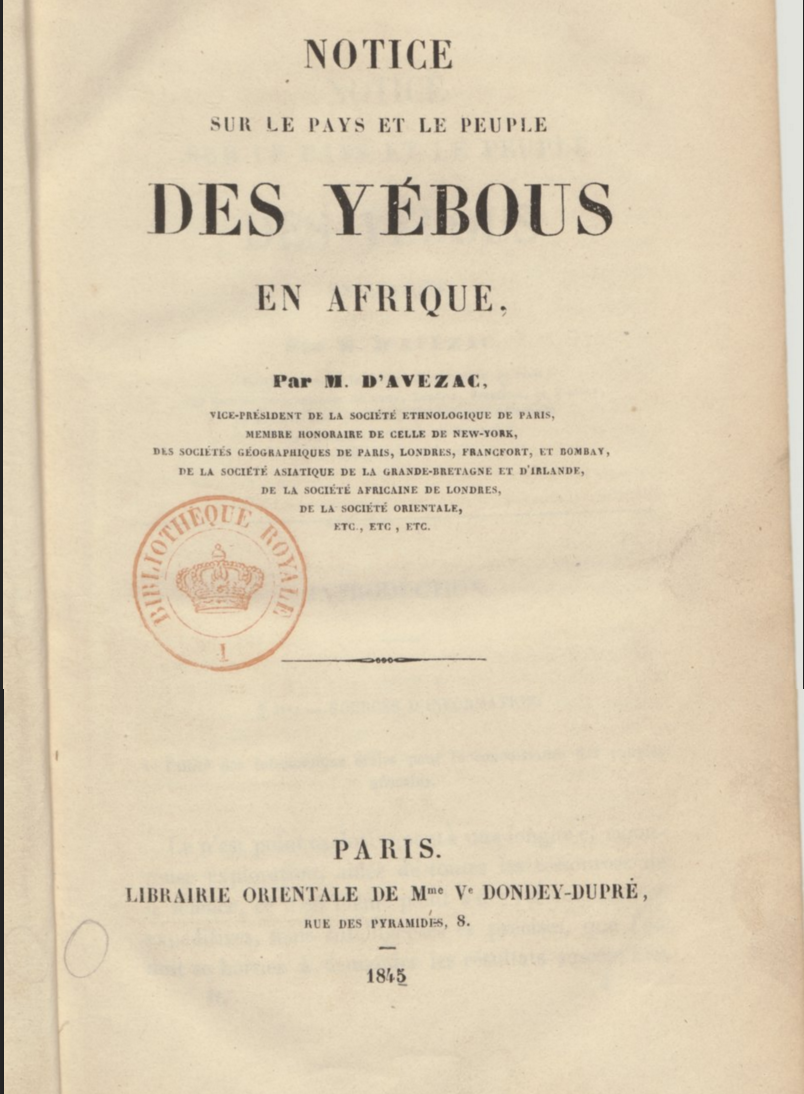 NOTICE
SUR LE PAYS ET LE PEUPLE
DES YÉBOUS
EN AFRIQUE,
Par M. D'AVEZAC,
VICE-PRÉSIDENT DE LA SOCIÉTÉ ETHNOLOGIQUE DE PARIS,
MEMBRE HONORAIRE DE CELLE DE NEW-YORK,
DES SOCIÉTÉS GÉOGRAPHIQUES DE PARIS, LONDRES, FRANCFORT, ET BOMBAY,
DE LA SOCIÉTÉ ASIATIQUE DE LA GRANDE-BRETAGNE ET D'IRLANDE,
DE LA SOCIÉTÉ AFRICAINE DE LONDRES,
DE LA SOCIÉTÉ ORIENTALE,
ETC., ETC , ETC.
BIBLIOTHÈQUE ROYALE
I
PARIS.
LIBRAIRIE ORIENTALE DE Mme Ve DONDEY-DUPRÉ,
RUE DES PYRAMIDES, 8.
1845